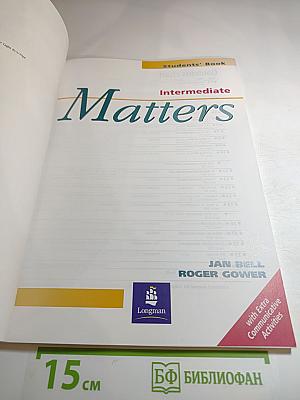 Students' Book
Intermediate
Matters
JAN BELL
ROGER GOWER
Longman
with Extra
Communicative
Activities
15 см
БФ БИБЛИОФАН